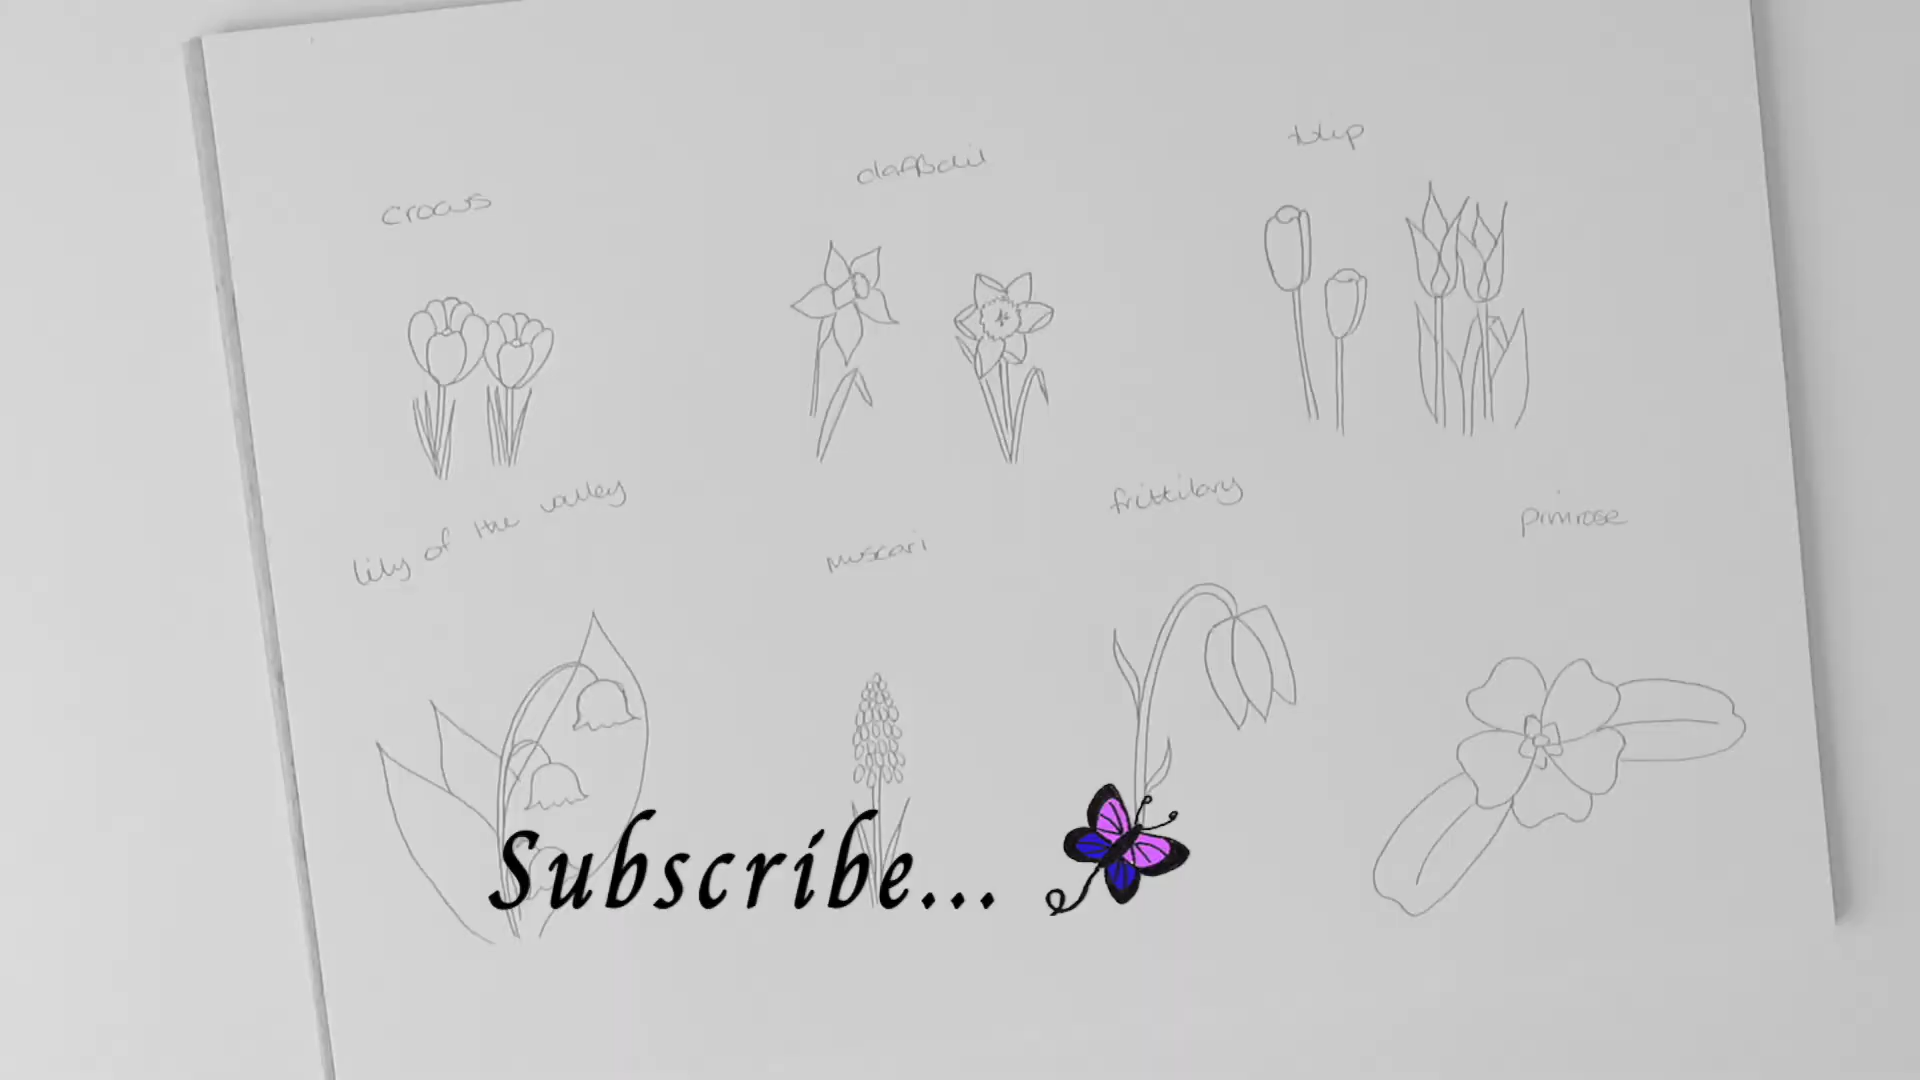 crocus
daffodil
tulip
lily of the valley
muscari
frittilary
primrose
Subscribe...